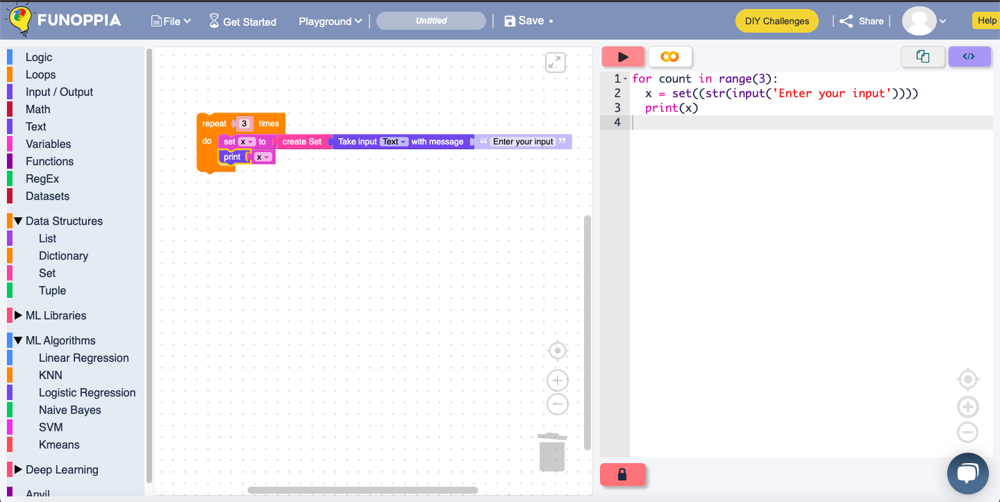 FUNOPPIA File Get Started Playground Untitled Save • DIY Challenges Share Help
Logic
Loops
Input / Output
Math
Text
Variables
Functions
RegEx
Datasets
Data Structures
List
Dictionary
Set
Tuple
ML Libraries
ML Algorithms
Linear Regression
KNN
Logistic Regression
Naive Bayes
SVM
Kmeans
Deep Learning
Anvil
repeat 3 times
do set x to create Set Take input Text with message “ Enter your input ”
print x
</>
1 for count in range(3):
2 x = set((str(input('Enter your input'))))
3 print(x)
4